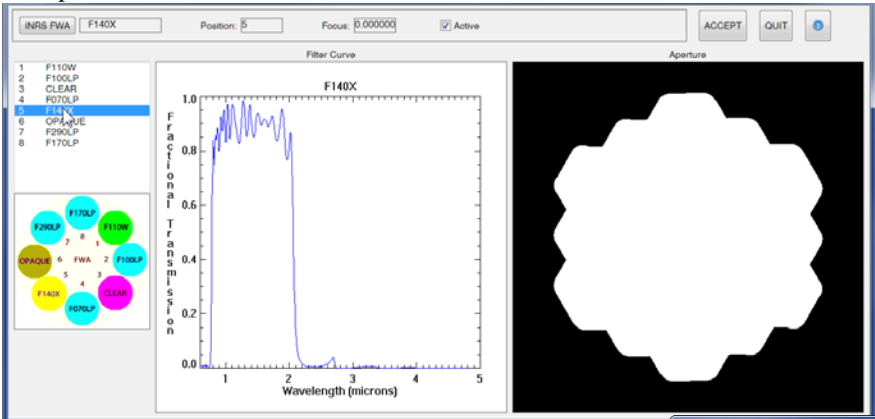 INRS FWA F140X Position: 5 Focus: 0.000000 Active ACCEPT QUIT
Filter Curve
Aperture
1 F110W
2 F100LP
3 CLEAR
4 F070LP
5 F140X
6 OPAQUE
7 F290LP
8 F170LP
F140X
Fractional Transmission
1.0
0.8
0.6
0.4
0.2
0.0
1 2 3 4 5
Wavelength (microns)
F170LP
F290LP F110W
7 8 1
OPAQUE 6 FWA 2 F100LP
5 4 3
F140X CLEAR
F070LP